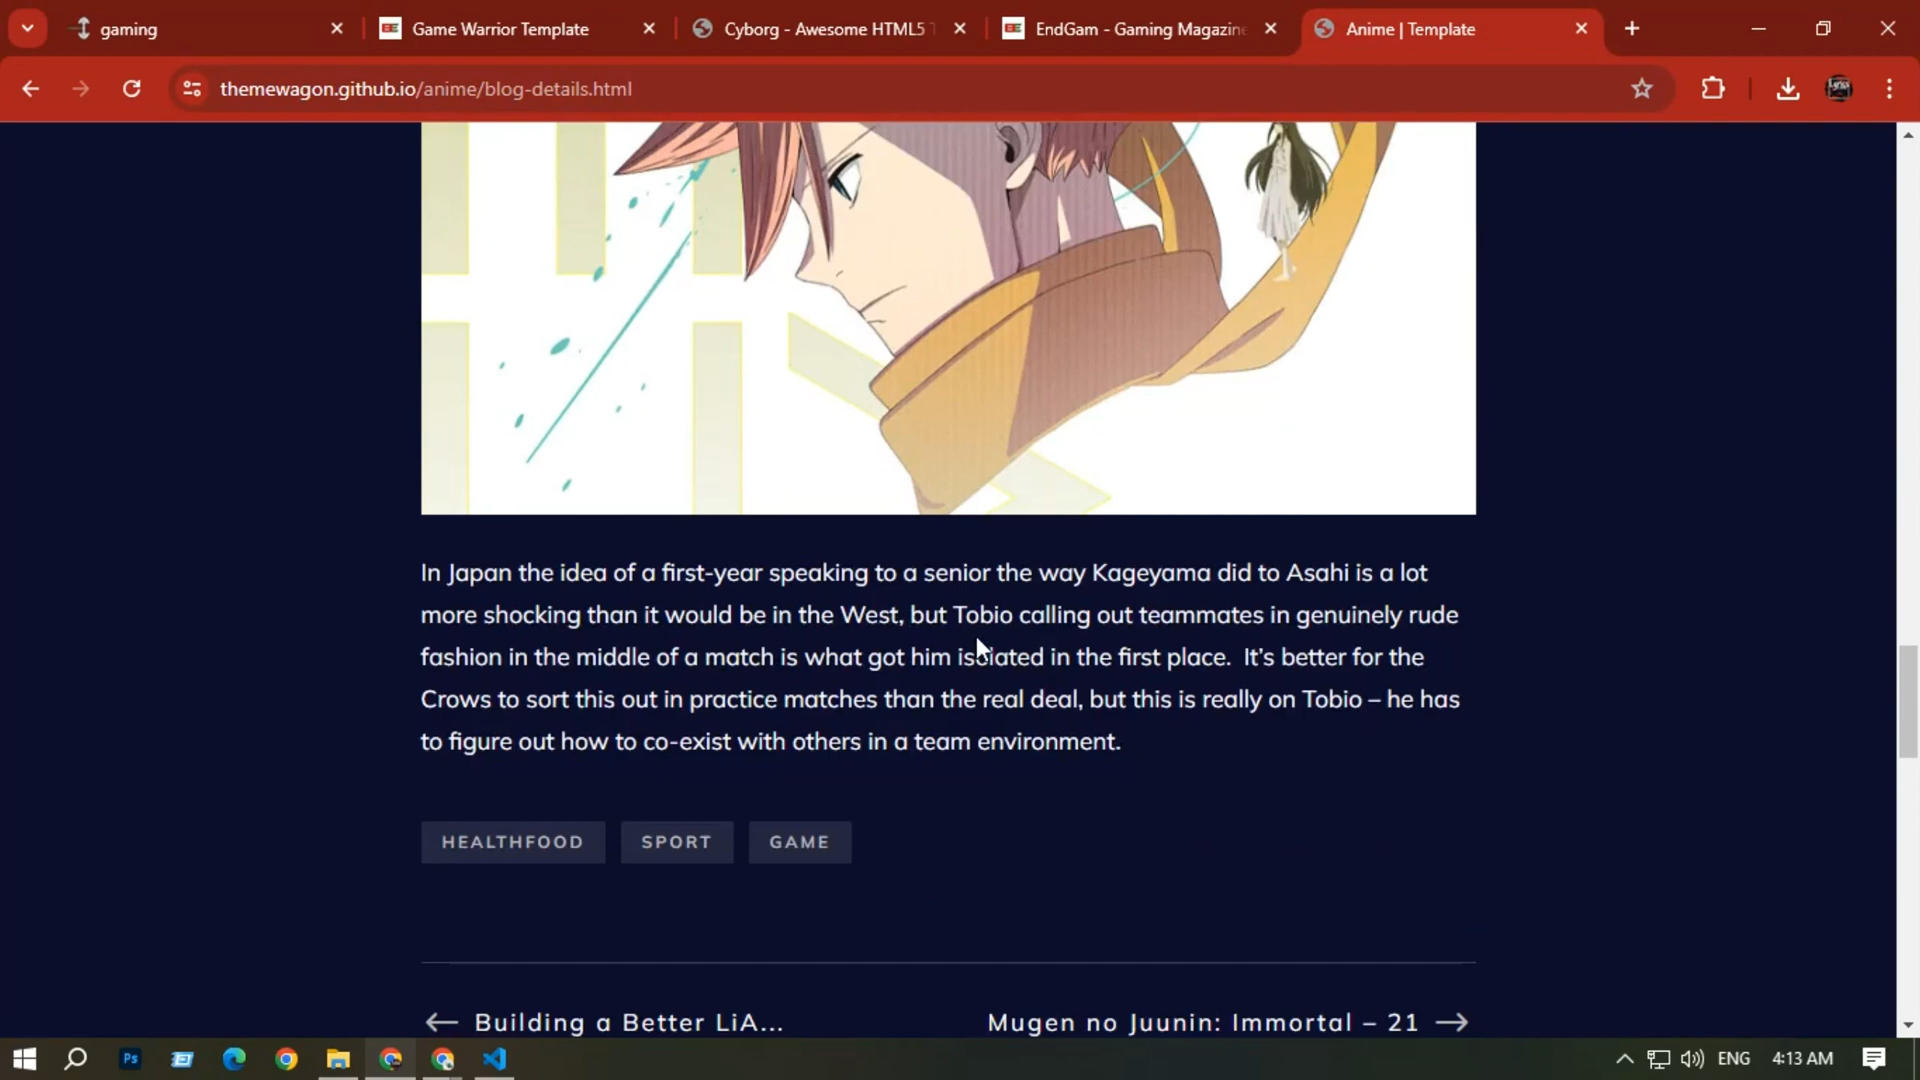 gaming
Game Warrior Template
Cyborg - Awesome HTML5
EndGam - Gaming Magazine
Anime | Template
themewagon.github.io/anime/blog-details.html
In Japan the idea of a first-year speaking to a senior the way Kageyama did to Asahi is a lot
more shocking than it would be in the West, but Tobio calling out teammates in genuinely rude
fashion in the middle of a match is what got him isolated in the first place. It’s better for the
Crows to sort this out in practice matches than the real deal, but this is really on Tobio – he has
to figure out how to co-exist with others in a team environment.
HEALTHFOOD
SPORT
GAME
Building a Better LiA...
Mugen no Juunin: Immortal – 21
Ps
ENG
4:13 AM